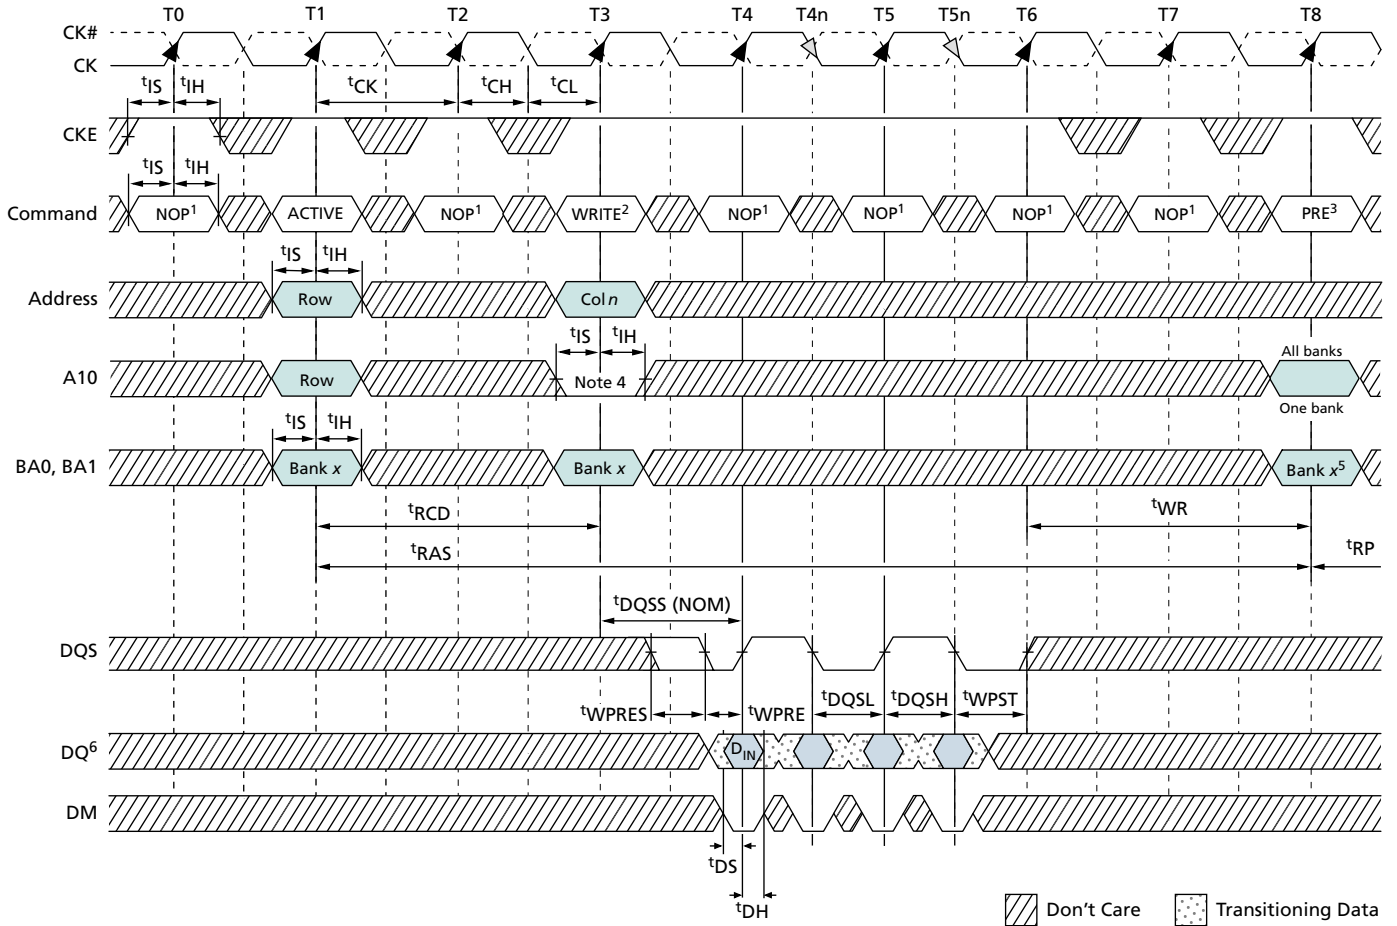 T0 T1 T2 T3 T4 T4n T5 T5n T6 T7 T8
CK#
CK
tIS tIH tCK tCH tCL
CKE
tIS tIH
Command NOP1 ACTIVE NOP1 WRITE2 NOP1 NOP1 NOP1 NOP1 PRE3
tIS tIH
Address Row Col n
tIS tIH
All banks
A10 Row Note 4
One bank
tIS tIH
BA0, BA1 Bank x Bank x Bank x5
tRCD tWR
tRAS tRP
tDQSS (NOM)
DQS
tWPRES tWPRE tDQSL tDQSH tWPST
DQ6 DIN
DM
tDS
tDH
Don't Care Transitioning Data